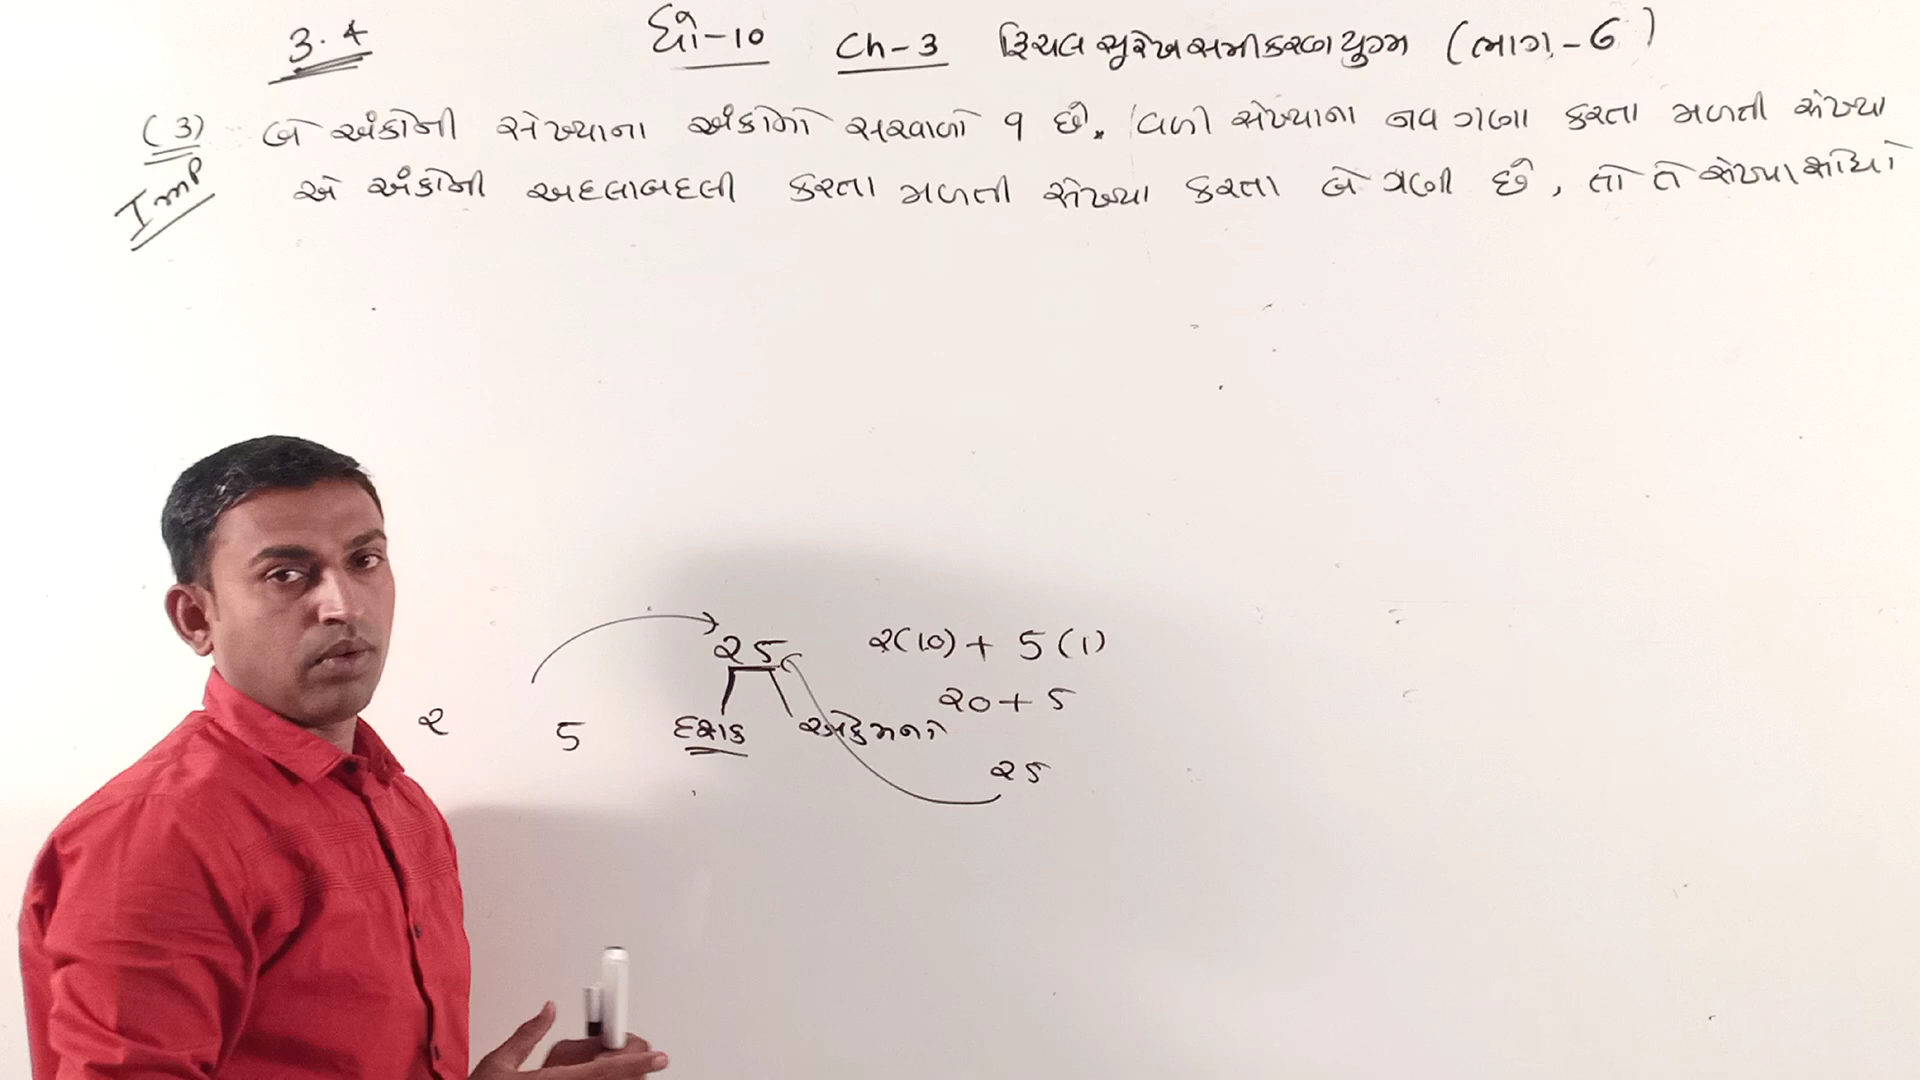 3.4 ધો-10 Ch-3 દ્વિચલ સુરેખ સમીકરણ યુગ્મ (ભાગ-6)
(3) બે અંકોની સંખ્યાના અંકોનો સરવાળો 9 છે. વળી સંખ્યાના નવ ગણા કરતા મળતી સંખ્યા
Imp એ અંકોની અદલાબદલી કરતા મળતી સંખ્યા કરતા બે ગણી છે, તો તે સંખ્યા શોધો
25 2(10) + 5(1)
20 + 5
2 5 દશક એકમનો
25